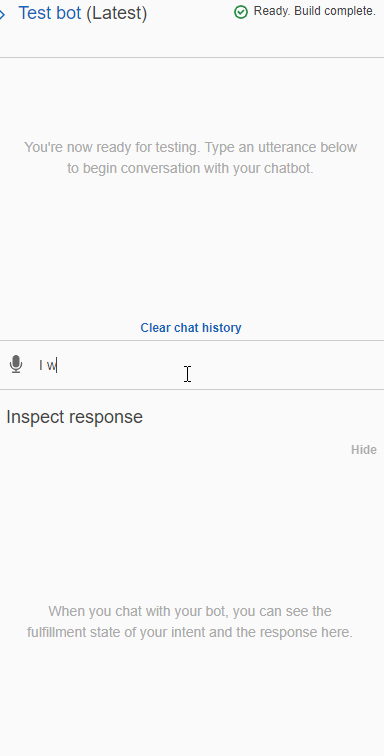 Test bot (Latest)
Ready. Build complete.
You're now ready for testing. Type an utterance below
to begin conversation with your chatbot.
Clear chat history
I w
Inspect response
Hide
When you chat with your bot, you can see the
fulfillment state of your intent and the response here.